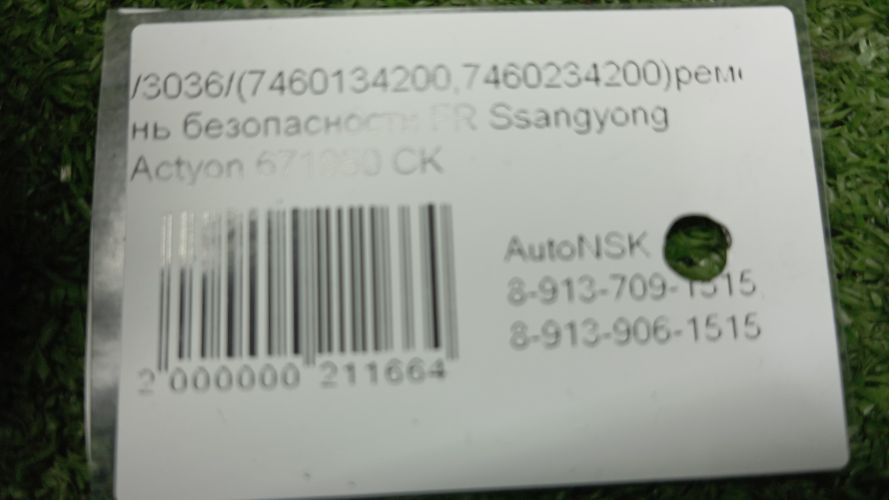 /3036/(7460134200,7460234200)реме
нь безопасности FR Ssangyong
Actyon 671950 CK
AutoNSK
8-913-709-1515
8-913-906-1515
2 000000 211664